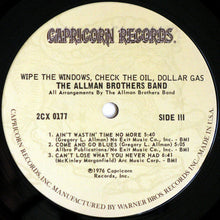 CAPRICORN RECORDS
WIPE THE WINDOWS, CHECK THE OIL, DOLLAR GAS
THE ALLMAN BROTHERS BAND
All Arrangements By The Allman Brothers Band
2CX 0177
SIDE III
1. AIN'T WASTIN' TIME NO MORE 5:40
(Gregory L. Allman) No Exit Music Co., Inc. - BMI
2. COME AND GO BLUES (Gregory L. Allman)
Allbro Publications/No Exit Music Co., Inc. - BMI
3. CAN'T LOSE WHAT YOU NEVER HAD 6:41
(McKinley Morganfield) Arc Music Corp. - BMI
©1976 Capricorn
Records, Inc.
CAPRICORN RECORDS, INC. MANUFACTURED BY WARNER BROS. RECORDS INC.